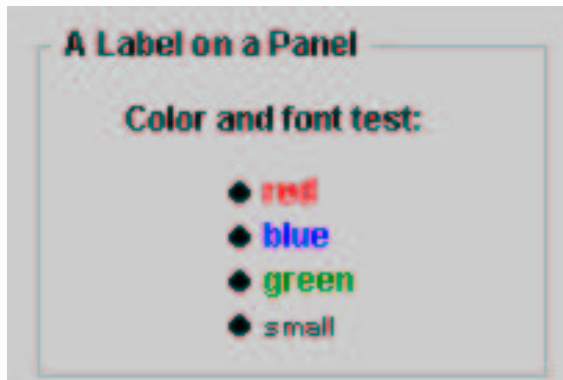 A Label on a Panel
Color and font test:
red
blue
green
small